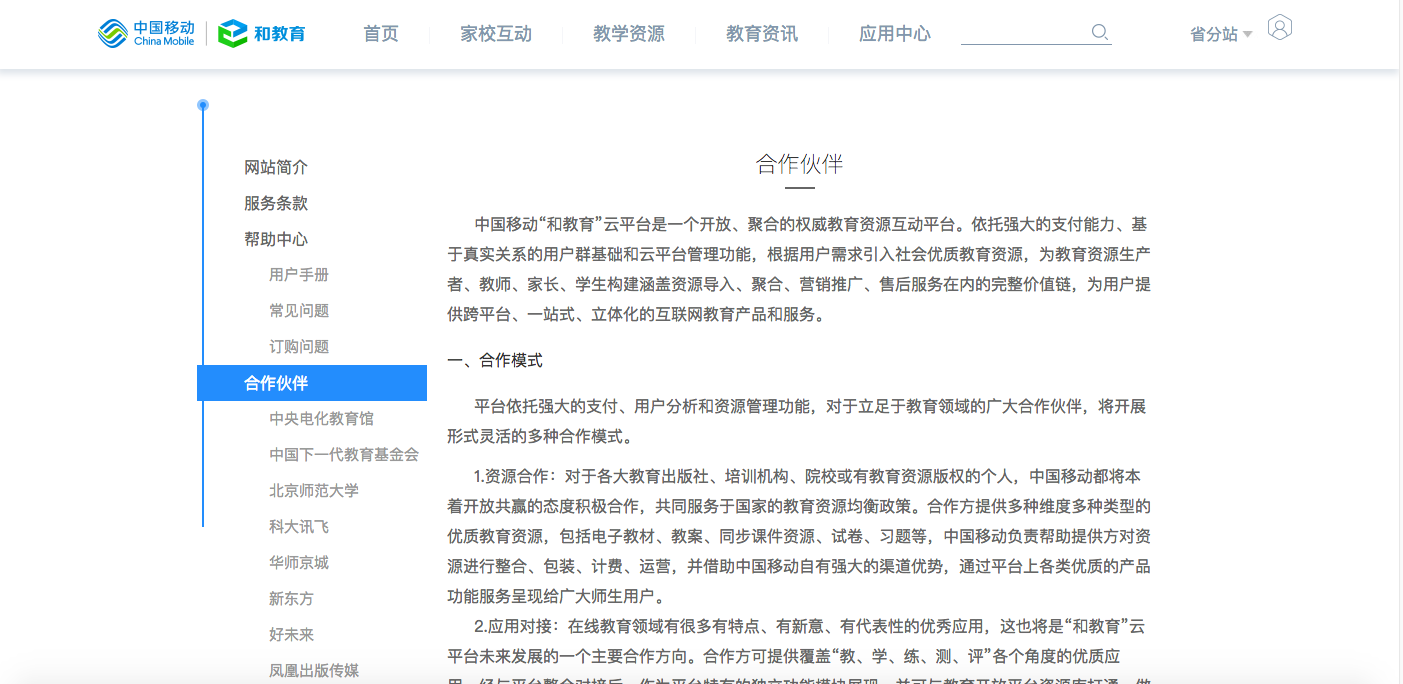 中国移动 China Mobile 和教育 首页 家校互动 教学资源 教育资讯 应用中心 省分站
网站简介
服务条款
帮助中心
用户手册
常见问题
订购问题
合作伙伴
中央电化教育馆
中国下一代教育基金会
北京师范大学
科大讯飞
华师京城
新东方
好未来
凤凰出版传媒
合作伙伴
中国移动“和教育”云平台是一个开放、聚合的权威教育资源互动平台。依托强大的支付能力、基
于真实关系的用户群基础和云平台管理功能，根据用户需求引入社会优质教育资源，为教育资源生产
者、教师、家长、学生构建涵盖资源导入、聚合、营销推广、售后服务在内的完整价值链，为用户提
供跨平台、一站式、立体化的互联网教育产品和服务。
一、合作模式
平台依托强大的支付、用户分析和资源管理功能，对于立足于教育领域的广大合作伙伴，将开展
形式灵活的多种合作模式。
1.资源合作：对于各大教育出版社、培训机构、院校或有教育资源版权的个人，中国移动都将本
着开放共赢的态度积极合作，共同服务于国家的教育资源均衡政策。合作方提供多种维度多种类型的
优质教育资源，包括电子教材、教案、同步课件资源、试卷、习题等，中国移动负责帮助提供方对资
源进行整合、包装、计费、运营，并借助中国移动自有强大的渠道优势，通过平台上各类优质的产品
功能服务呈现给广大师生用户。
2.应用对接：在线教育领域有很多有特点、有新意、有代表性的优秀应用，这也将是“和教育”云
平台未来发展的一个主要合作方向。合作方可提供覆盖“教、学、练、测、评”各个角度的优质应